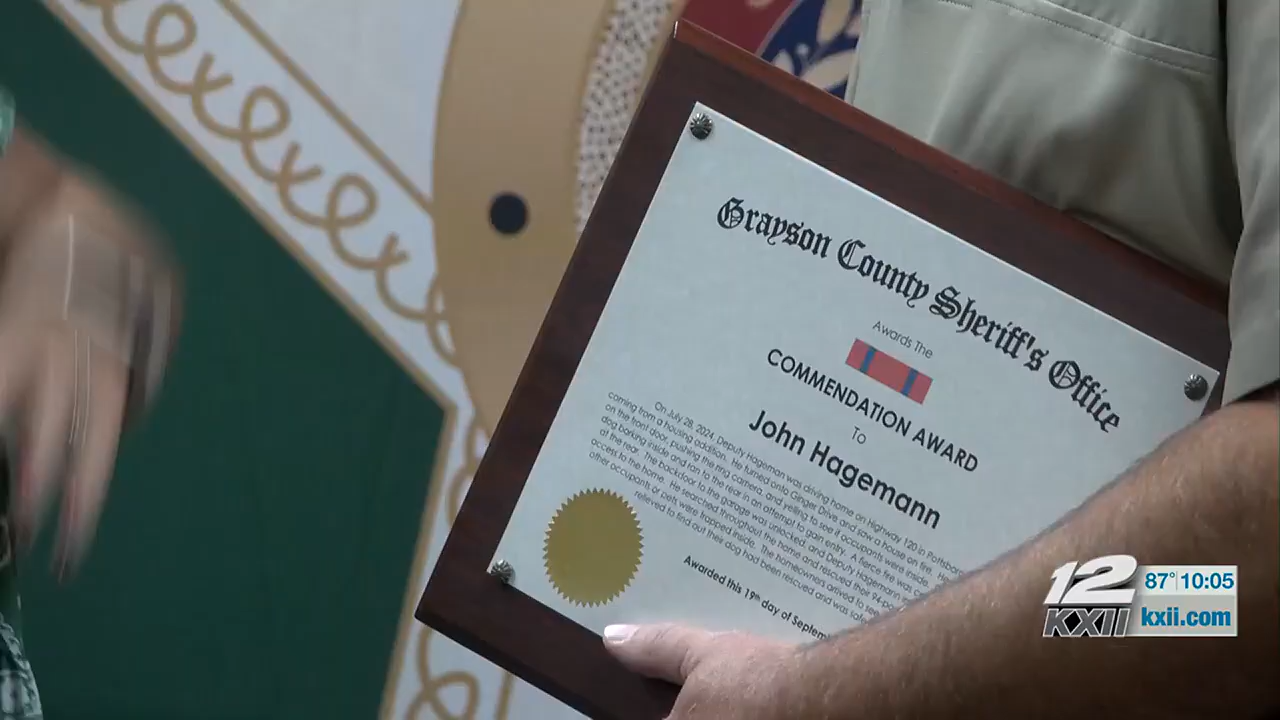 Grayson County Sheriff's Office
Awards The
COMMENDATION AWARD
To
John Hagemann
On July 28, 2024, Deputy Hageman was driving home on Highway 120 in Pottsboro
coming from a housing addition. He turned onto Ginger Drive and saw a house on fire. He
on the front door, pushing the ring camera, and yelling to see if occupants were inside.
dog barking inside and ran to the rear in an attempt to gain entry. A fierce fire was
at the rear. The backdoor to the garage was unlocked, and Deputy Hagemann
access to the home. He searched throughout the home and rescued their 94-po
other occupants or pets were trapped inside. The homeowners arrived to see
relieved to find out their dog had been rescued and was safe
Awarded this 19th day of Septem
12
KXII
87° 10:05
kxii.com